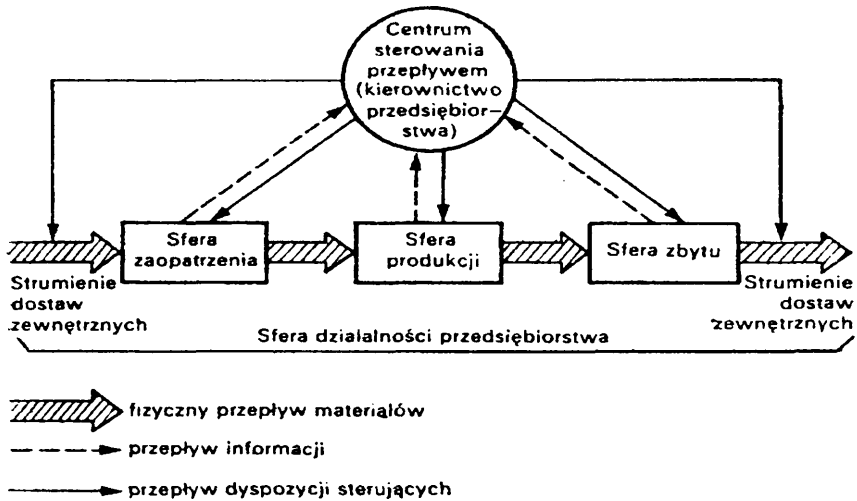 Centrum
sterowania
przepływem
(kierownictwo
przedsiębior-
stwa)
Sfera
zaopatrzenia
Sfera
produkcji
Sfera zbytu
Strumienie
dostaw
zewnętrznych
Strumienie
dostaw
zewnętrznych
Sfera działalności przedsiębiorstwa
fizyczny przepływ materiałów
przepływ informacji
przepływ dyspozycji sterujących